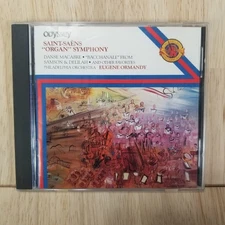 Odyssey
SAINT-SAËNS
"ORGAN" SYMPHONY
DANSE MACABRE • "BACCHANALE" FROM
SAMSON & DELILAH • AND OTHER FAVORITES
THE PHILADELPHIA ORCHESTRA EUGENE ORMANDY